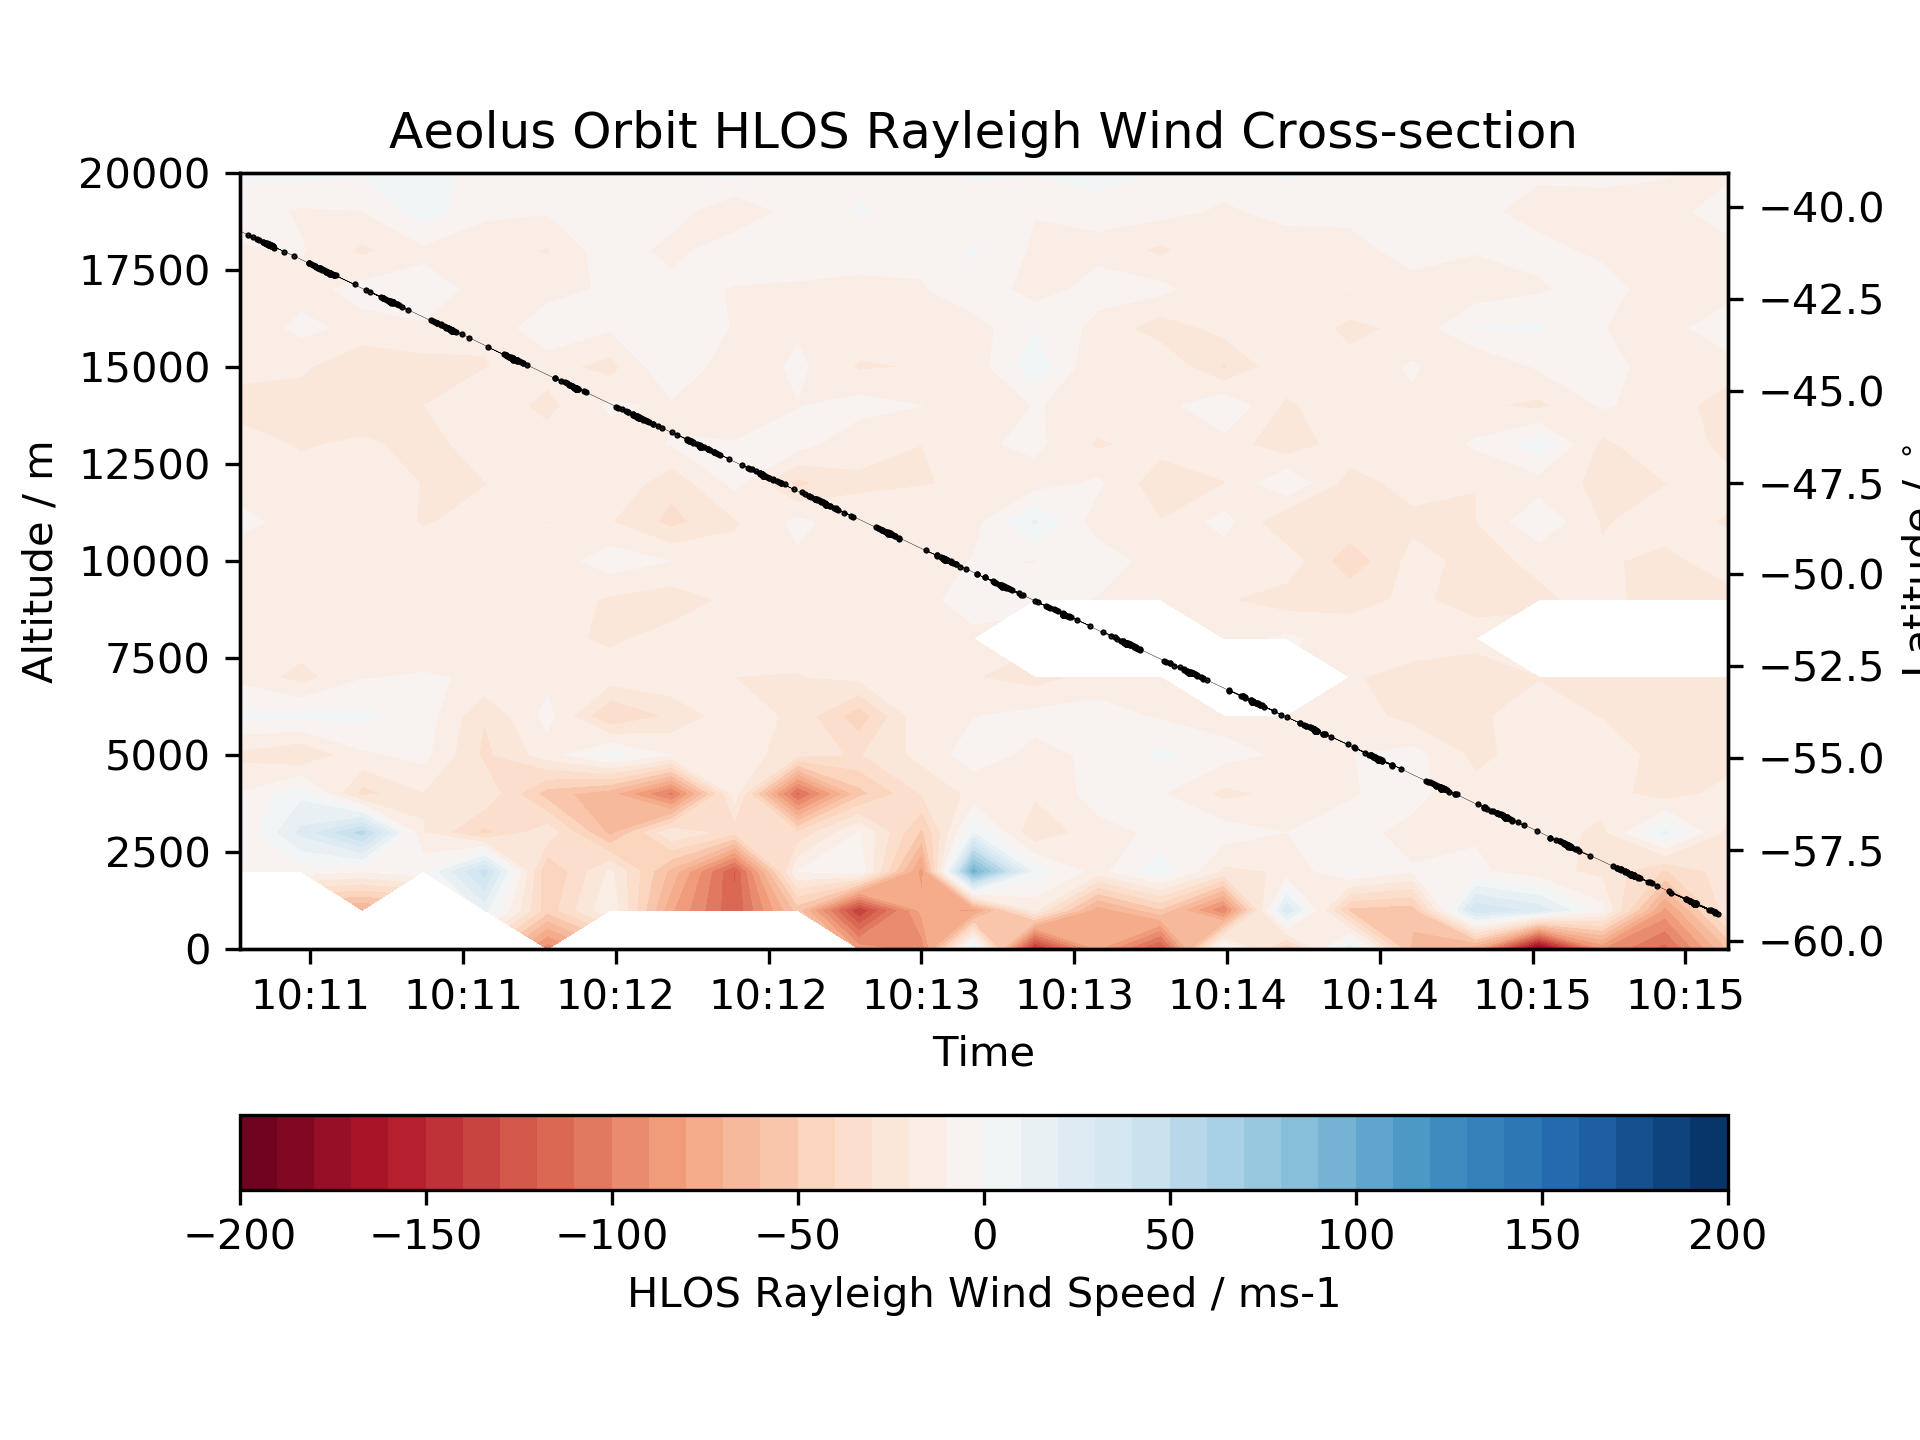 Aeolus Orbit HLOS Rayleigh Wind Cross-section
20000
17500
15000
12500
10000
7500
5000
2500
0
Altitude / m
−40.0
−42.5
−45.0
−47.5
−50.0
−52.5
−55.0
−57.5
−60.0
Latitude / °
10:11 10:11 10:12 10:12 10:13 10:13 10:14 10:14 10:15 10:15
Time
−200 −150 −100 −50 0 50 100 150 200
HLOS Rayleigh Wind Speed / ms-1